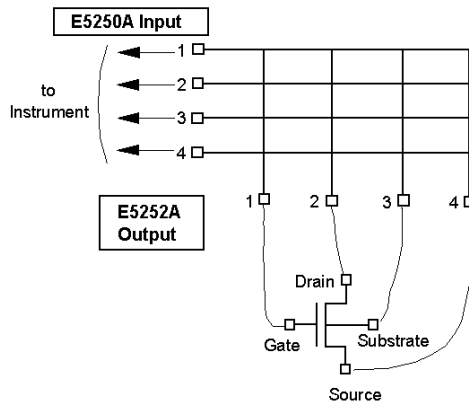 E5250A Input
1
to
Instrument
2
3
4
E5252A
Output
1
2
3
4
Drain
Gate
Substrate
Source